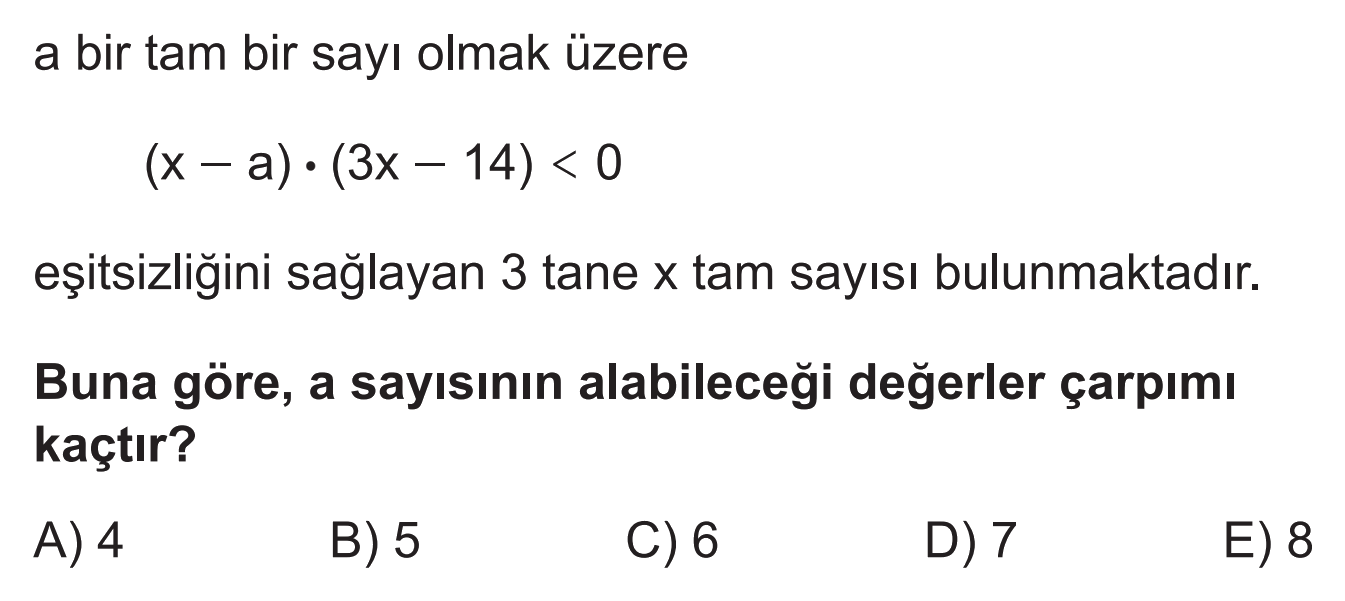 a bir tam bir sayı olmak üzere
(x – a) · (3x – 14) < 0
eşitsizliğini sağlayan 3 tane x tam sayısı bulunmaktadır.
Buna göre, a sayısının alabileceği değerler çarpımı
kaçtır?
A) 4 B) 5 C) 6 D) 7 E) 8